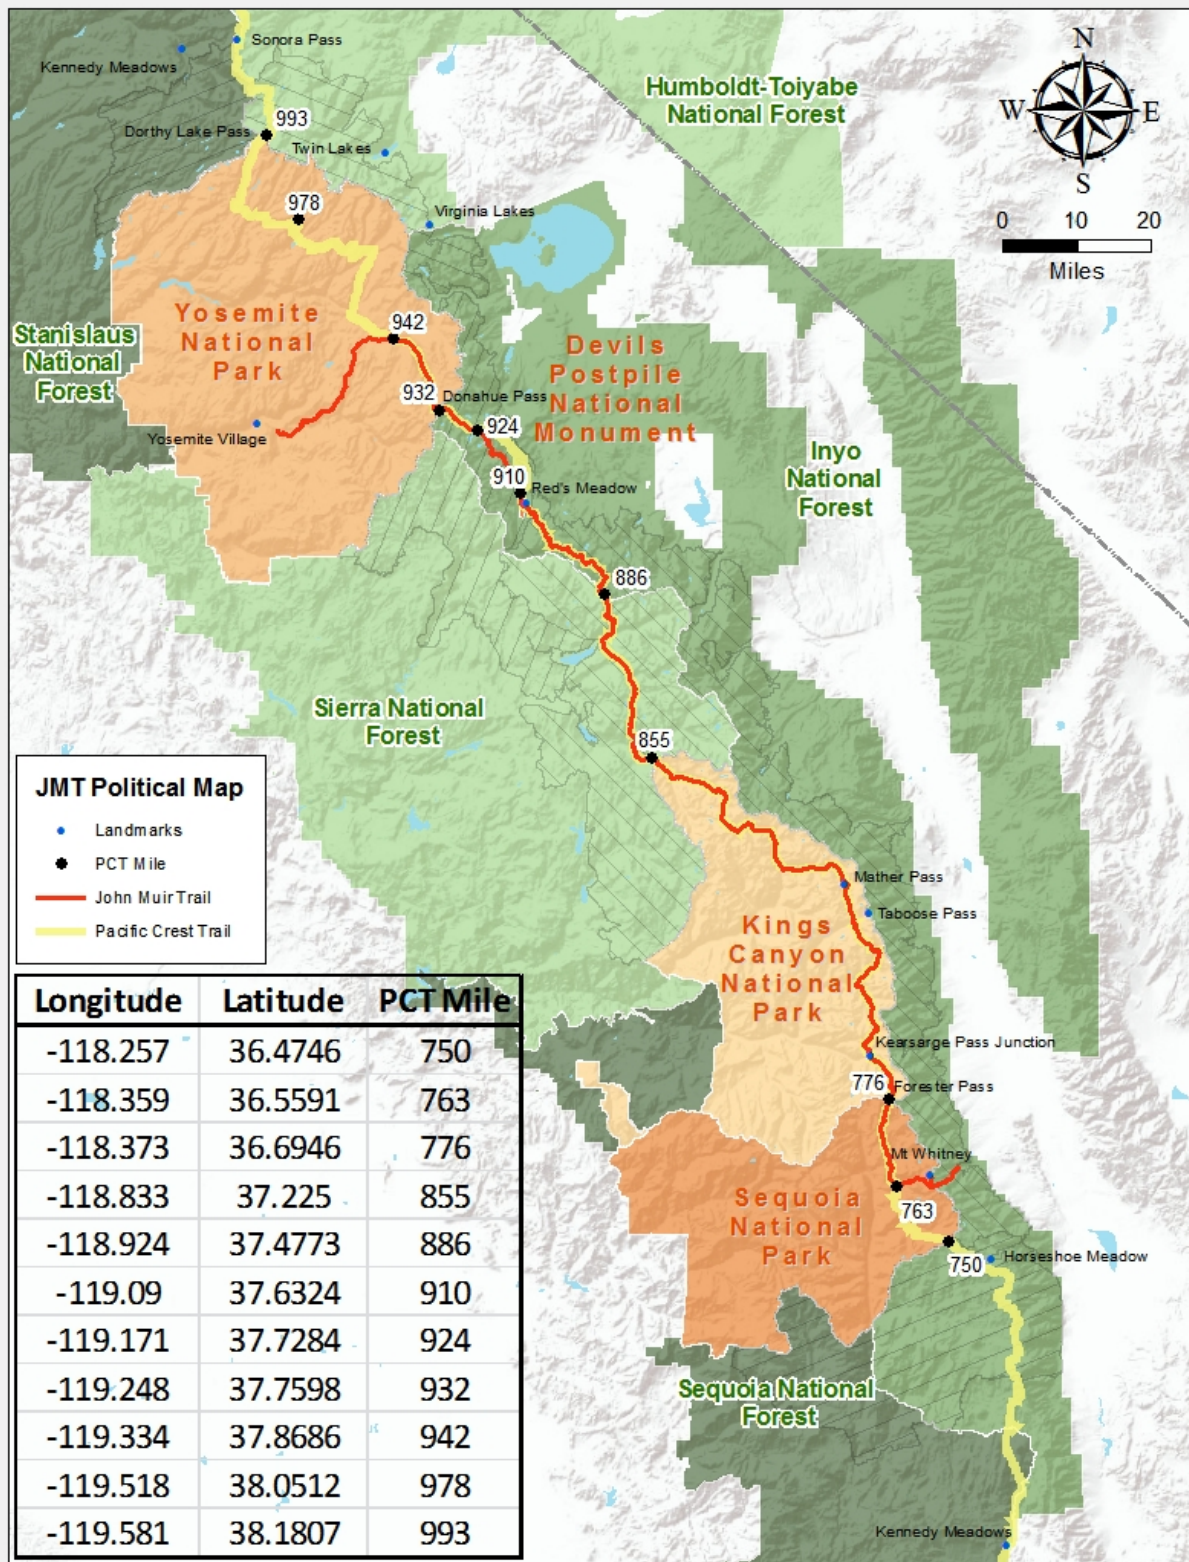 Sonora Pass
Kennedy Meadows
Humboldt-Toiyabe
National Forest
N
W
E
S
993
Dorthy Lake Pass
Twin Lakes
978
Virginia Lakes
0 10 20
Miles
Yosemite
National
Park
942
Stanislaus
National
Forest
Devils
Postpile
National
Monument
932
Donahue Pass
924
Yosemite Village
Inyo
National
Forest
910
Red's Meadow
886
Sierra National
Forest
855
JMT Political Map
Landmarks
PCT Mile
John Muir Trail
Pacific Crest Trail
Mather Pass
Taboose Pass
Kings
Canyon
National
Park
Kearsarge Pass Junction
776
Forester Pass
Mt Whitney
Sequoia
National
Park
763
750
Horseshoe Meadow
Sequoia National
Forest
Kennedy Meadows
Longitude Latitude PCT Mile
-118.257 36.4746 750
-118.359 36.5591 763
-118.373 36.6946 776
-118.833 37.225 855
-118.924 37.4773 886
-119.09 37.6324 910
-119.171 37.7284 924
-119.248 37.7598 932
-119.334 37.8686 942
-119.518 38.0512 978
-119.581 38.1807 993